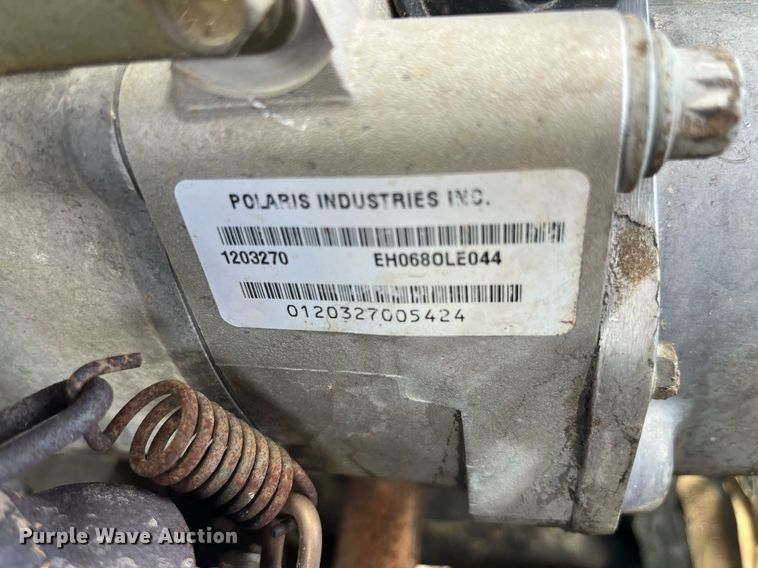 POLARIS INDUSTRIES INC.
1203270 EH068OLE044
0120327005424
Purple Wave Auction